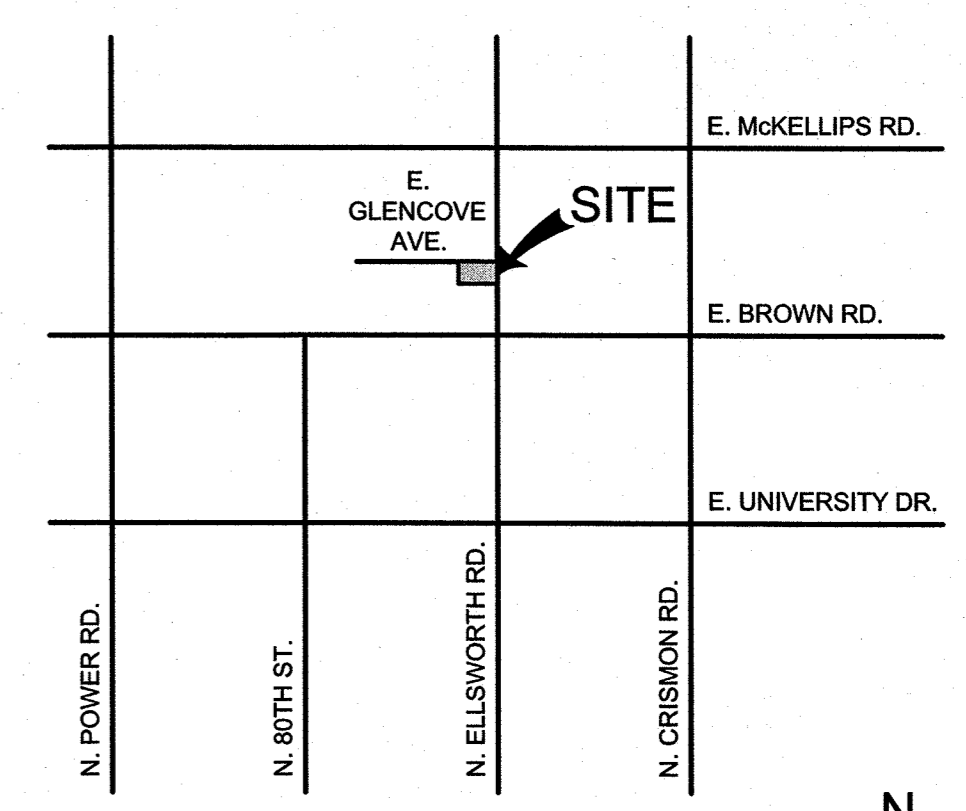 E. McKELLIPS RD.
E.
GLENCOVE
AVE.
SITE
E. BROWN RD.
E. UNIVERSITY DR.
N. POWER RD.
N. 80TH ST.
N. ELLSWORTH RD.
N. CRISMON RD.
N